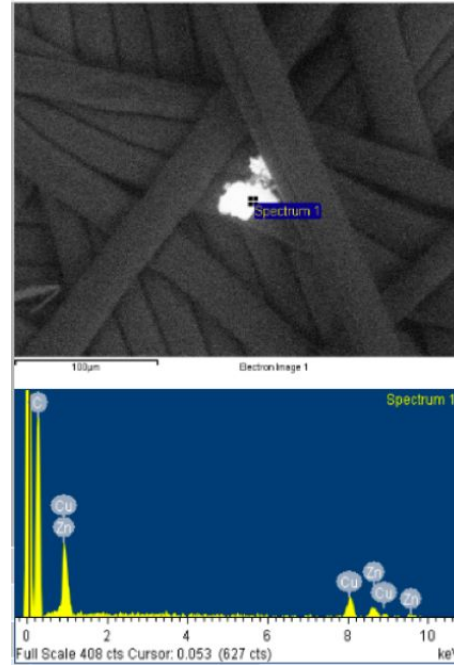 Spectrum 1
100µm Electron Image 1
Spectrum 1
C
Cu
Zn
Zn
Cu Cu Zn
0 2 4 6 8 10
Full Scale 408 cts Cursor: 0.053 (627 cts) keV